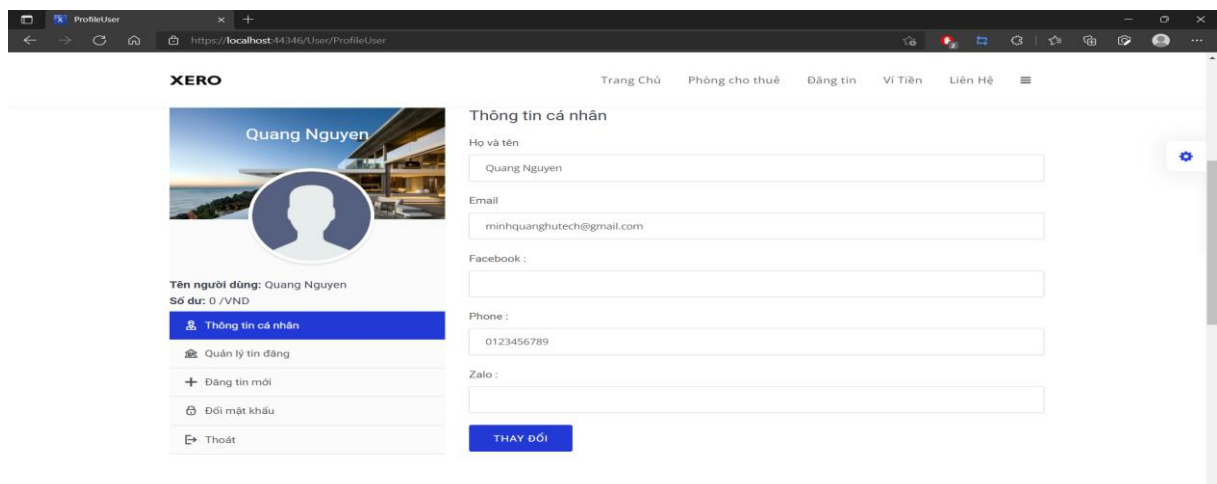 ProfileUser
https://localhost:44346/User/ProfileUser
XERO
Trang Chủ Phòng cho thuê Đăng tin Ví Tiền Liên Hệ
Quang Nguyen
Tên người dùng: Quang Nguyen
Số dư: 0 /VND
Thông tin cá nhân
Quản lý tin đăng
Đăng tin mới
Đổi mật khẩu
Thoát
Thông tin cá nhân
Họ và tên
Quang Nguyen
Email
minhquanghutech@gmail.com
Facebook :
Phone :
0123456789
Zalo :
THAY ĐỔI